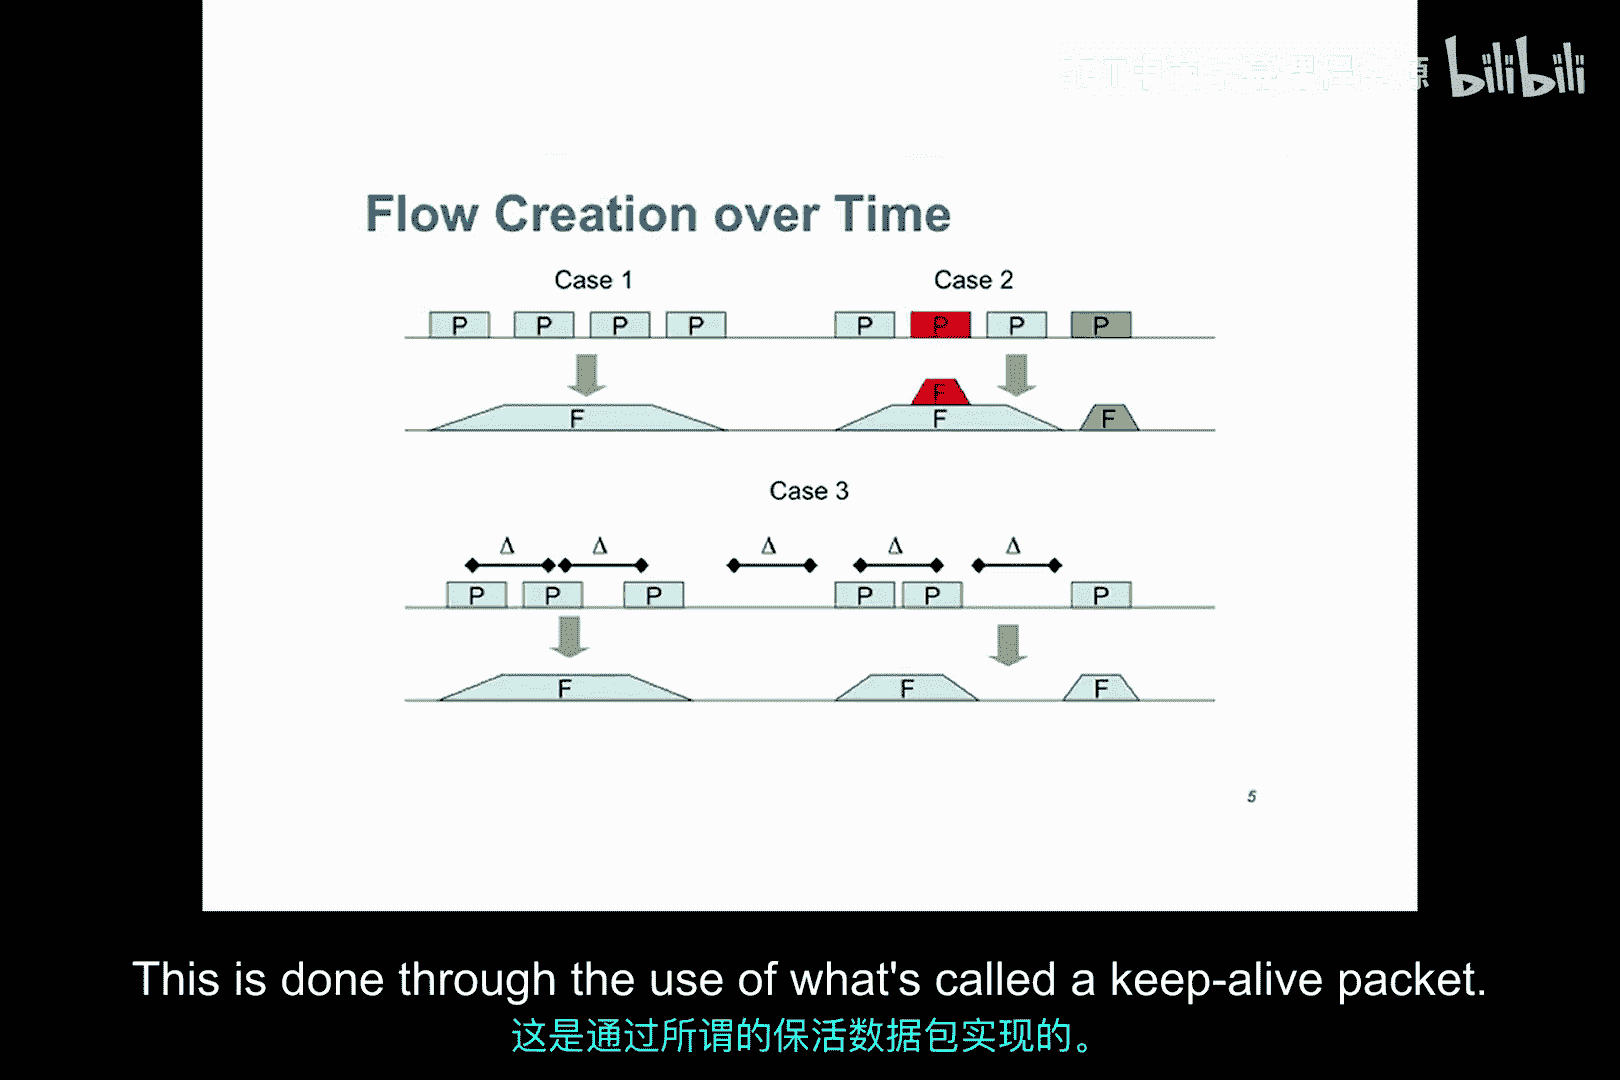 bilibili
Flow Creation over Time
Case 1 Case 2
P P P P P P P P
F
F F F
Case 3
Δ Δ Δ Δ Δ
P P P P P P
F F F
5
This is done through the use of what's called a keep-alive packet.
这是通过所谓的保活数据包实现的。